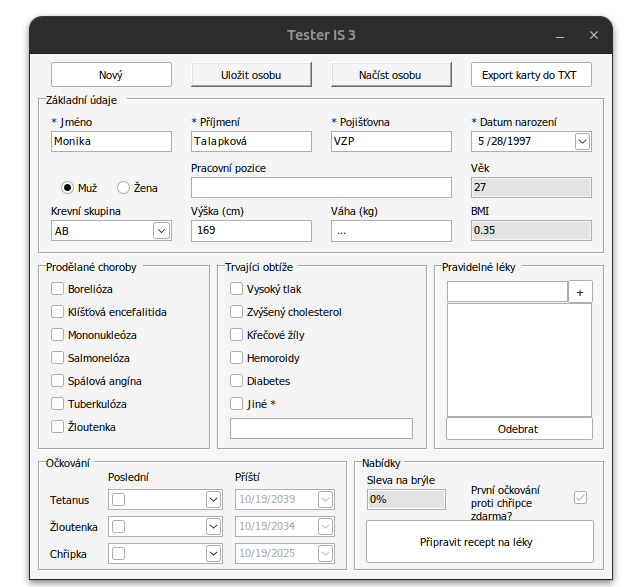 Tester IS 3
Nový Uložit osobu Načíst osobu Export karty do TXT
Základní údaje
* Jméno * Příjmení * Pojišťovna * Datum narození
Monika Talapková VZP 5 /28/1997
Pracovní pozice Věk
Muž Žena 27
Krevní skupina Výška (cm) Váha (kg) BMI
AB 169 ... 0.35
Prodělané choroby Trvající obtíže Pravidelné léky
Borelióza Vysoký tlak +
Klíšťová encefalitida Zvýšený cholesterol
Mononukleóza Křečové žíly
Salmonelóza Hemoroidy
Spálová angína Diabetes
Tuberkulóza Jiné *
Žloutenka Odebrat
Očkování Nabídky
Poslední Příští Sleva na brýle
Tetanus 10/19/2039 0% První očkování
proti chřipce
zdarma?
Žloutenka 10/19/2034
Chřipka 10/19/2025 Připravit recept na léky